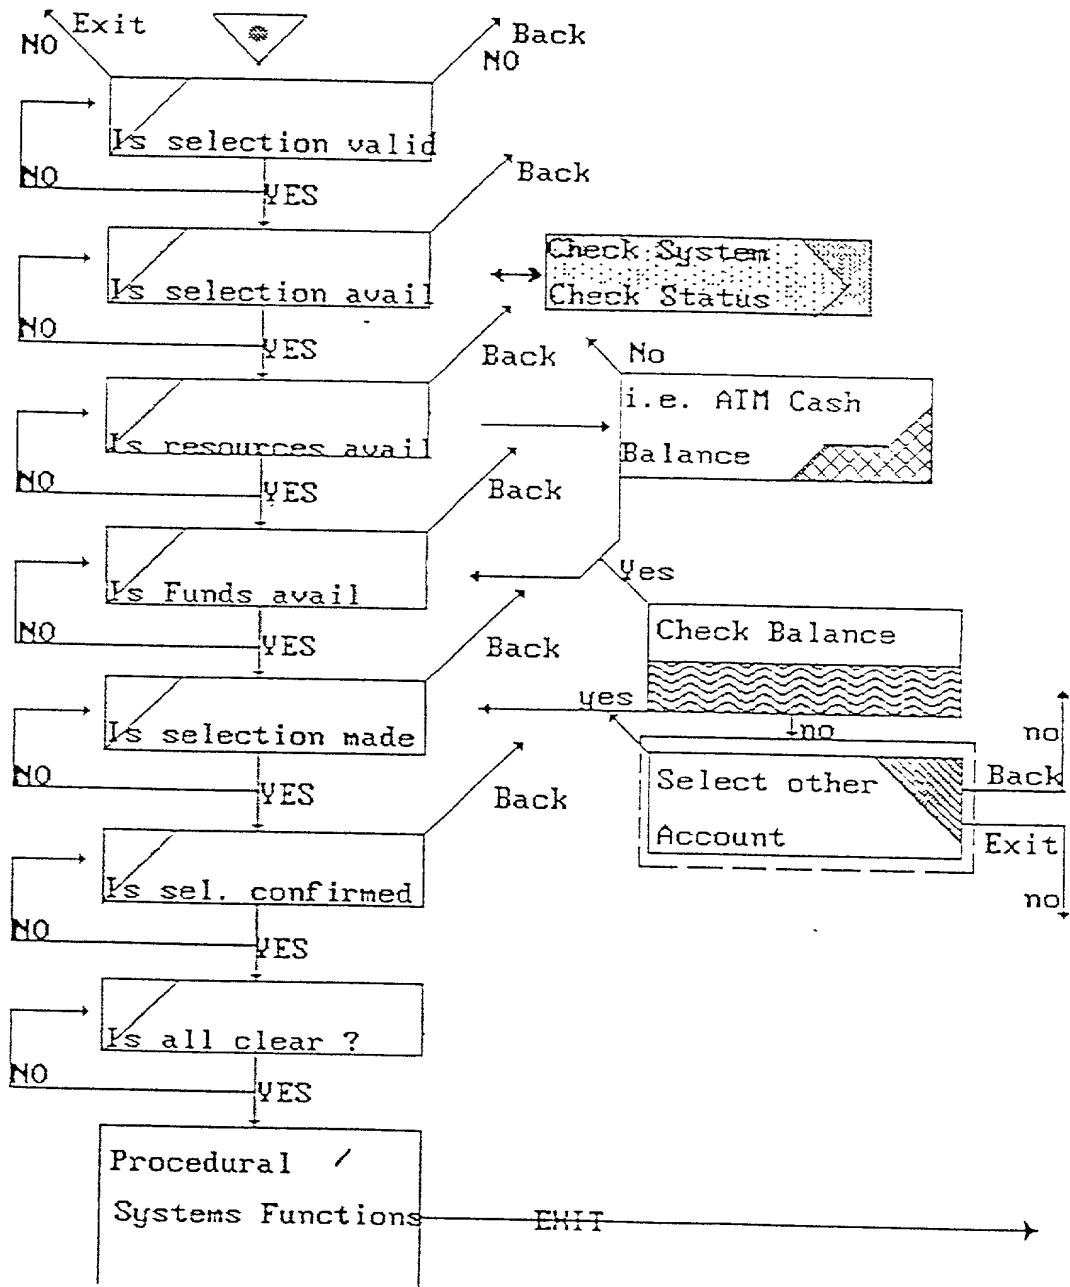 Exit
NO
Back
NO
Is selection valid
NO
YES
Back
Is selection avail
Check System
Check Status
NO
YES
Back
No
i.e. ATM Cash
Balance
Is resources avail
NO
YES
Back
Is Funds avail
Yes
NO
YES
Back
Check Balance
yes
Is selection made
no
no
NO
YES
Back
Select other
Account
Back
Exit
no
Is sel. confirmed
NO
YES
Is all clear ?
NO
YES
Procedural
Systems Functions
EXIT